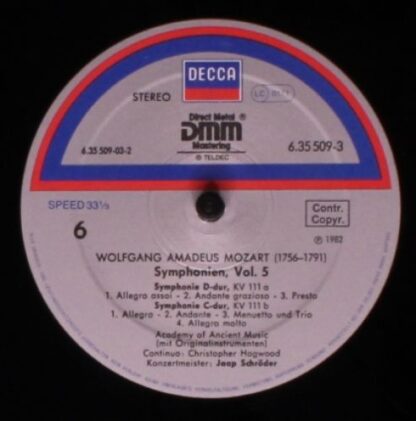 DECCA
STEREO
Direct Metal ®
DMM
Mastering
® TELDEC
6.35 509-03-2
6.35 509-3
SPEED 33⅓
Contr.
Copyr.
6
℗ 1982
WOLFGANG AMADEUS MOZART (1756–1791)
Symphonien, Vol. 5
Symphonie D-dur, KV 111 a
1. Allegro assai - 2. Andante grazioso - 3. Presto
Symphonie C-dur, KV 111 b
1. Allegro - 2. Andante - 3. Menuetto und Trio
4. Allegro molto
Academy of Ancient Music
(mit Originalinstrumenten)
Continuo: Christopher Hogwood
Konzertmeister: Jaap Schröder